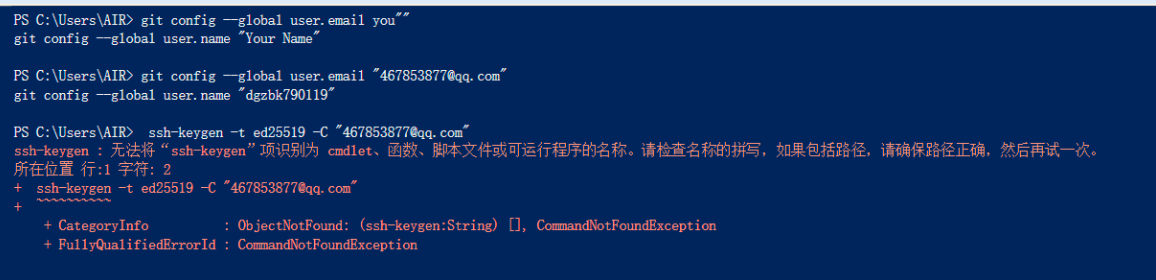 PS C:\Users\AIR> git config --global user.email you""
git config --global user.name "Your Name"
PS C:\Users\AIR> git config --global user.email "467853877@qq.com"
git config --global user.name "dgzbk790119"
PS C:\Users\AIR>  ssh-keygen -t ed25519 -C "467853877@qq.com"
ssh-keygen : 无法将“ssh-keygen”项识别为 cmdlet、函数、脚本文件或可运行程序的名称。请检查名称的拼写，如果包括路径，请确保路径正确，然后再试一次。
所在位置 行:1 字符: 2
+  ssh-keygen -t ed25519 -C "467853877@qq.com"
+  ~~~~~~~~~~
    + CategoryInfo          : ObjectNotFound: (ssh-keygen:String) [], CommandNotFoundException
    + FullyQualifiedErrorId : CommandNotFoundException